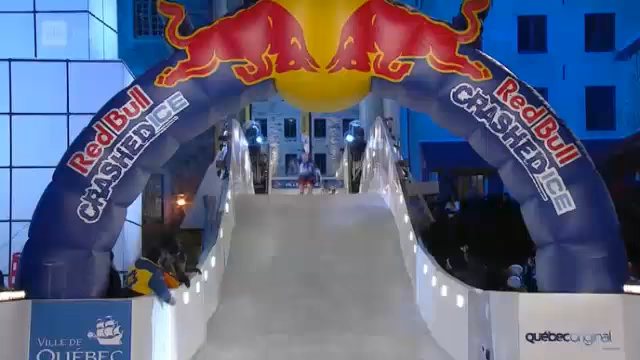 Red Bull
CRASHED ICE
Red Bull
CRASHED ICE
VILLE DE
QUÉBEC
québecoriginal